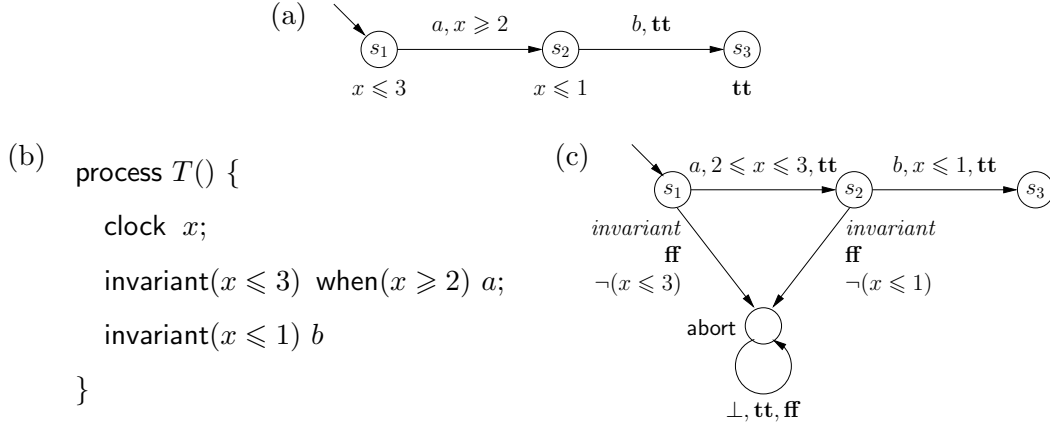 (a)
a, x ⩾ 2
b, tt
s₁
s₂
s₃
x ⩽ 3
x ⩽ 1
tt
(b)
process T() {
clock x;
invariant(x ⩽ 3) when(x ⩾ 2) a;
invariant(x ⩽ 1) b
}
(c)
a, 2 ⩽ x ⩽ 3, tt
b, x ⩽ 1, tt
s₁
s₂
s₃
invariant
ff
¬(x ⩽ 3)
invariant
ff
¬(x ⩽ 1)
abort
⊥, tt, ff